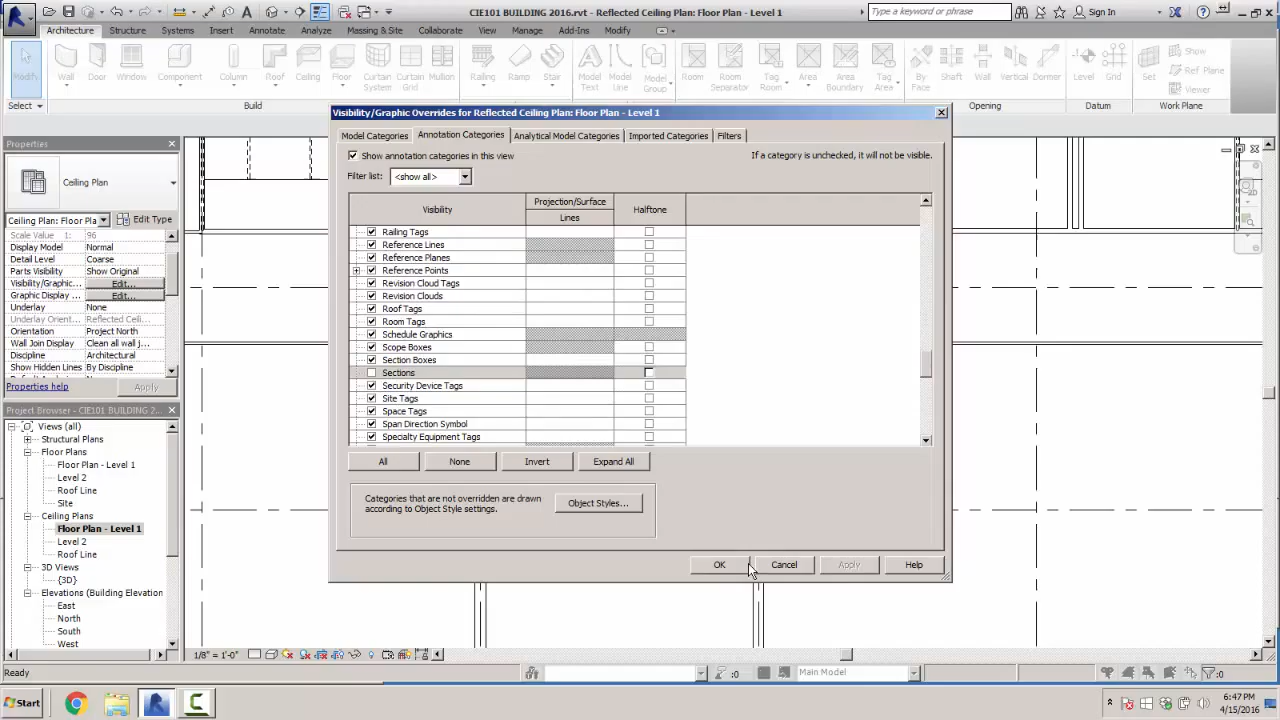 CIE101 BUILDING 2016.rvt - Reflected Ceiling Plan: Floor Plan - Level 1
Type a keyword or phrase
Sign In
Architecture Structure Systems Insert Annotate Analyze Massing & Site Collaborate View Manage Add-Ins Modify
Modify Wall Door Window Component Column Roof Ceiling Floor Curtain System Curtain Grid Mullion Railing Ramp Stair Model Text Model Line Model Group Room Room Separator Tag Room Area Area Boundary Tag Area By Face Shaft Wall Vertical Dormer Level Grid Set Show Ref Plane Viewer
Select Build Opening Datum Work Plane
Properties
Ceiling Plan
Ceiling Plan: Floor Pla Edit Type
Scale Value 1: 96
Display Model Normal
Detail Level Coarse
Parts Visibility Show Original
Visibility/Graphic... Edit...
Graphic Display ... Edit...
Underlay None
Underlay Orient... Reflected Ceili...
Orientation Project North
Wall Join Display Clean all wall j...
Discipline Architectural
Show Hidden Lines By Discipline
Properties help Apply
Project Browser - CIE101 BUILDING 2...
Views (all)
Structural Plans
Floor Plans
Floor Plan - Level 1
Level 2
Roof Line
Site
Ceiling Plans
Floor Plan - Level 1
Level 2
Roof Line
3D Views
{3D}
Elevations (Building Elevation
East
North
South
West
Visibility/Graphic Overrides for Reflected Ceiling Plan: Floor Plan - Level 1
Model Categories Annotation Categories Analytical Model Categories Imported Categories Filters
Show annotation categories in this view
If a category is unchecked, it will not be visible.
Filter list: <show all>
Visibility Projection/Surface Halftone
Lines
Railing Tags
Reference Lines
Reference Planes
Reference Points
Revision Cloud Tags
Revision Clouds
Roof Tags
Room Tags
Schedule Graphics
Scope Boxes
Section Boxes
Sections
Security Device Tags
Site Tags
Space Tags
Span Direction Symbol
Specialty Equipment Tags
All None Invert Expand All
Categories that are not overridden are drawn
according to Object Style settings.
Object Styles...
OK Cancel Apply Help
1/8" = 1'-0"
Ready
:0
Main Model
:0
Start
6:47 PM
4/15/2016